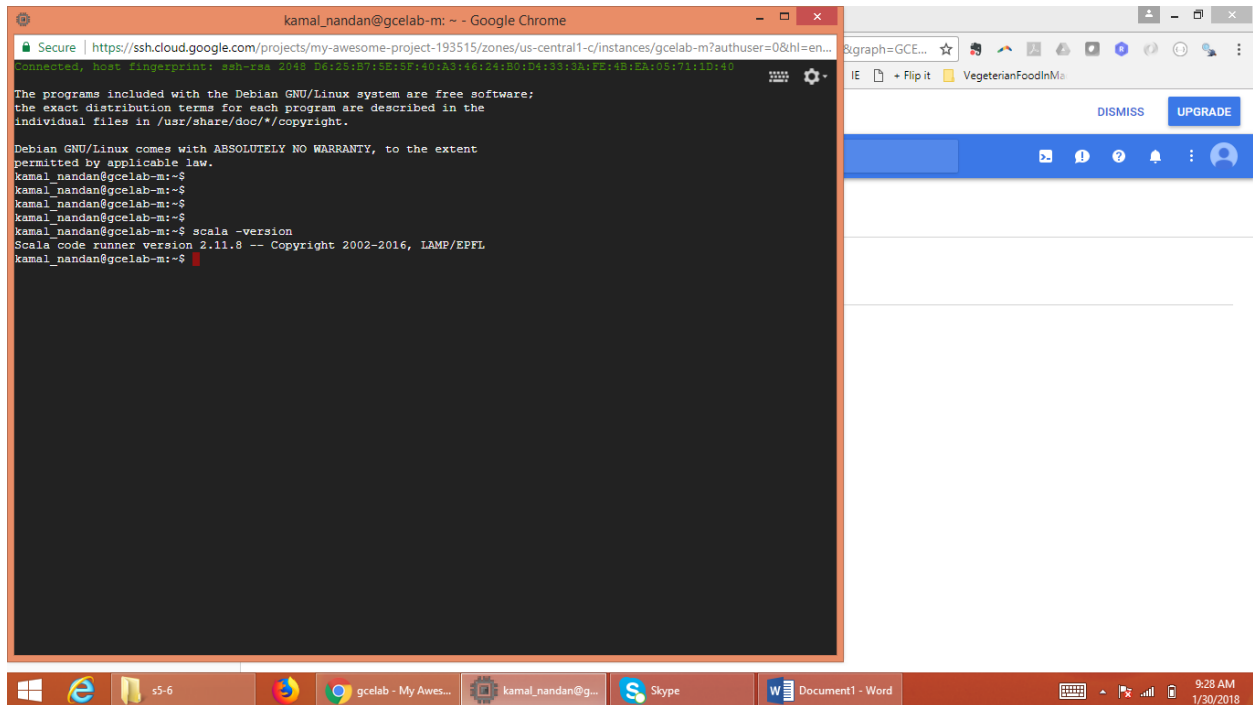 kamal_nandan@gcelab-m: ~ - Google Chrome
Secure | https://ssh.cloud.google.com/projects/my-awesome-project-193515/zones/us-central1-c/instances/gcelab-m?authuser=0&hl=en...
&graph=GCE...
IE + Flip it VegeterianFoodInMa
Connected, host fingerprint: ssh-rsa 2048 D6:25:B7:5E:5F:40:A3:46:24:B0:D4:33:3A:FE:4B:EA:05:71:1D:40
The programs included with the Debian GNU/Linux system are free software;
the exact distribution terms for each program are described in the
individual files in /usr/share/doc/*/copyright.
DISMISS UPGRADE
Debian GNU/Linux comes with ABSOLUTELY NO WARRANTY, to the extent
permitted by applicable law.
kamal_nandan@gcelab-m:~$
kamal_nandan@gcelab-m:~$
kamal_nandan@gcelab-m:~$
kamal_nandan@gcelab-m:~$
kamal_nandan@gcelab-m:~$ scala -version
Scala code runner version 2.11.8 -- Copyright 2002-2016, LAMP/EPFL
kamal_nandan@gcelab-m:~$
s5-6
gcelab - My Awes...
kamal_nandan@g...
Skype
Document1 - Word
9:28 AM
1/30/2018